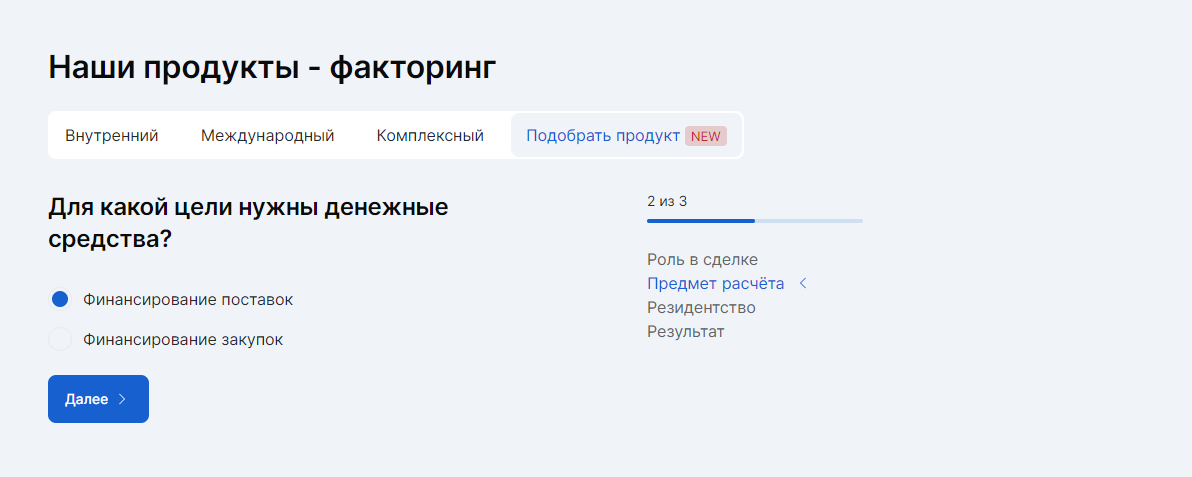 Наши продукты - факторинг
Внутренний Международный Комплексный Подобрать продукт NEW
Для какой цели нужны денежные
средства?
Финансирование поставок
Финансирование закупок
Далее
2 из 3
Роль в сделке
Предмет расчёта
Резидентство
Результат